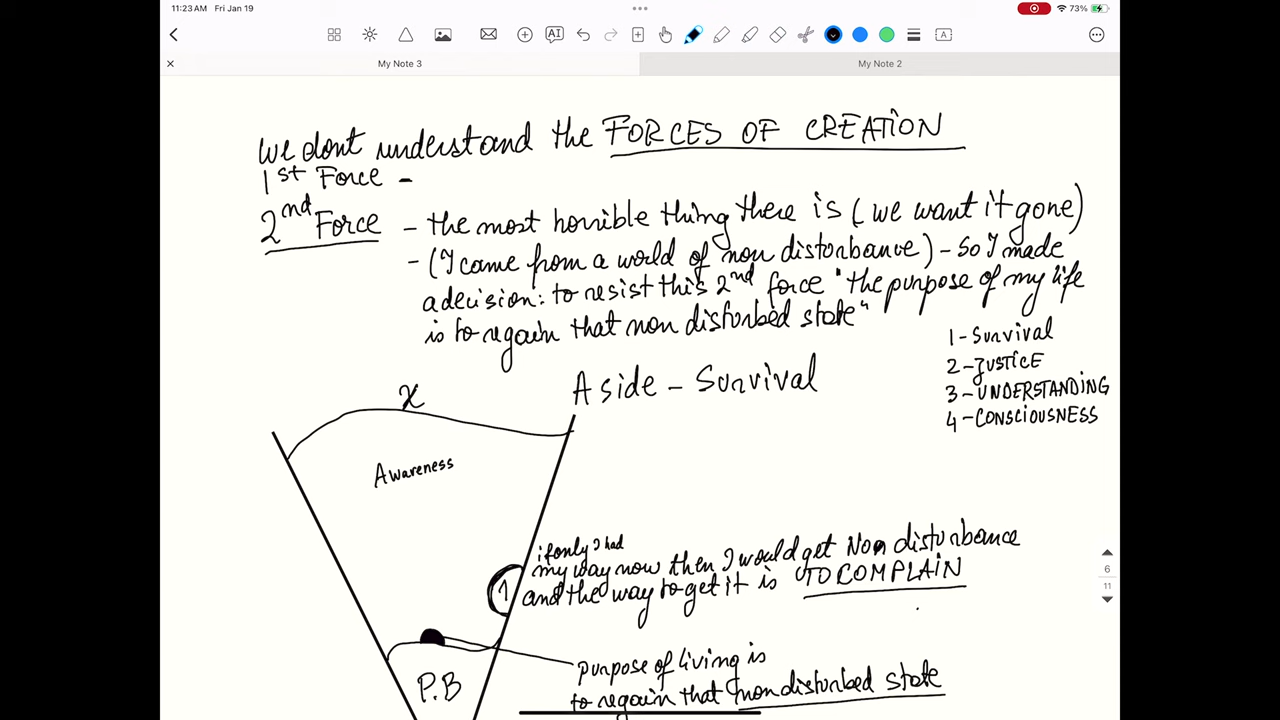 11:23AM Fri Jan 19
73%
My Note 3
My Note 2
We dont understand the FORCES OF CREATION
1st Force -
2nd Force - the most horrible thing there is (we want it gone)
- (I came from a world of non disturbance) - So I made
a decision: to resist this 2nd force "the purpose of my life
is to regain that non disturbed state"
1-Survival
2-JUSTICE
3-UNDERSTANDING
4-CONSCIOUSNESS
A side - Survival
X
Awareness
if only I had
my way now then I would get Non disturbance
1 and the way to get it is TO COMPLAIN
6
11
purpose of living is
to regain that non disturbed state
P.B